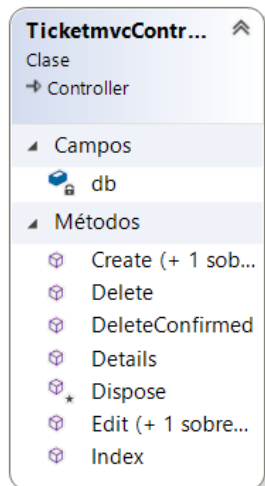 TicketmvcContr...
Clase
Controller
Campos
db
Métodos
Create (+ 1 sob...
Delete
DeleteConfirmed
Details
Dispose
Edit (+ 1 sobre...
Index